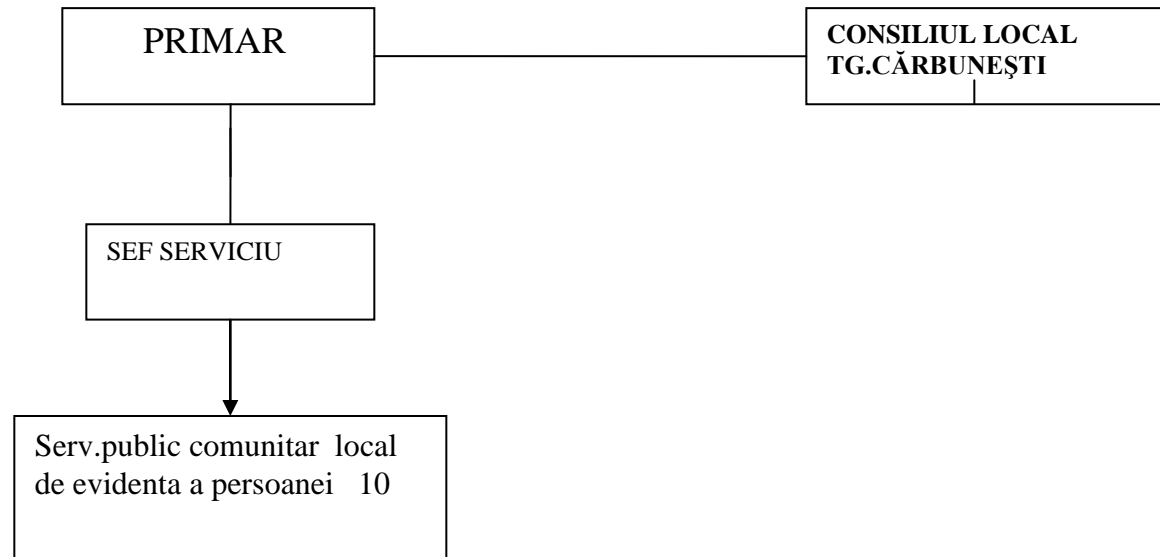 PRIMAR
CONSILIUL LOCAL
TG.CĂRBUNEŞTI
SEF SERVICIU
Serv.public comunitar local
de evidenta a persoanei 10